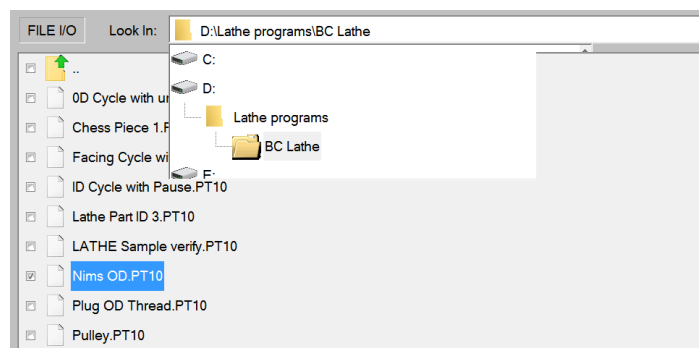 FILE I/O Look In: D:\Lathe programs\BC Lathe
C:
D:
Lathe programs
BC Lathe
E:
..
0D Cycle with
Chess Piece 1.
Facing Cycle
ID Cycle with Pause.PT10
Lathe Part ID 3.PT10
LATHE Sample verify.PT10
Nims OD.PT10
Plug OD Thread.PT10
Pulley.PT10